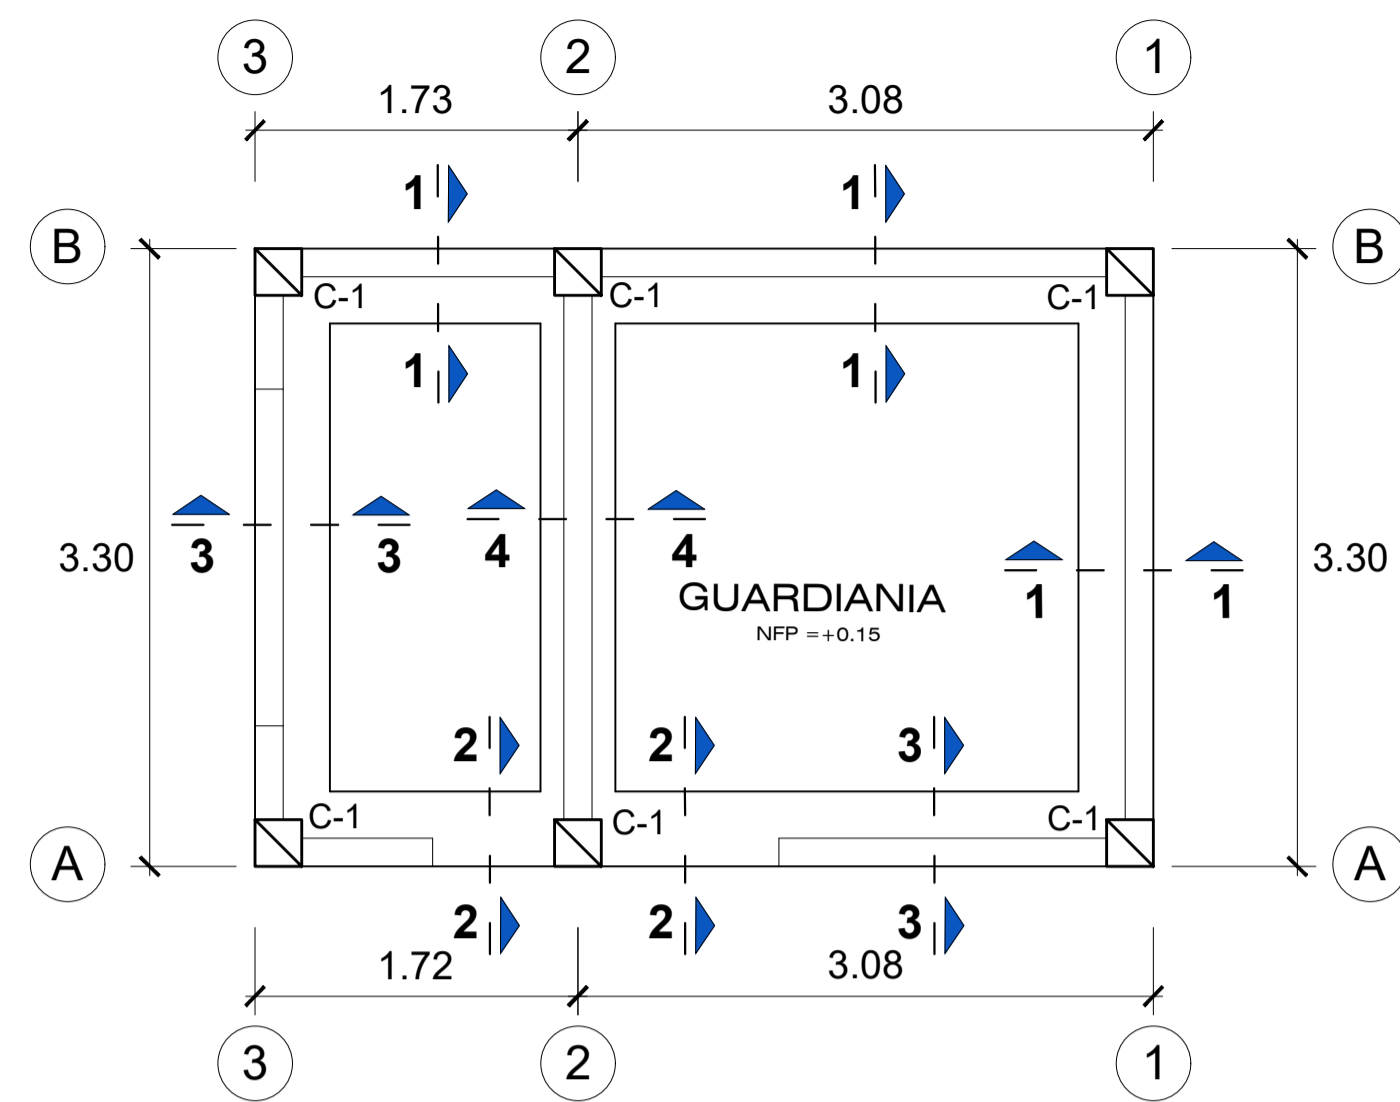 3 2 1
1.73 3.08
1 1
B B
C-1 C-1 C-1
1 1
3 3 4 4
3.30 1 1 3.30
GUARDIANIA
NFP =+0.15
2 2 3
C-1 C-1 C-1
A A
2 2 3
1.72 3.08
3 2 1